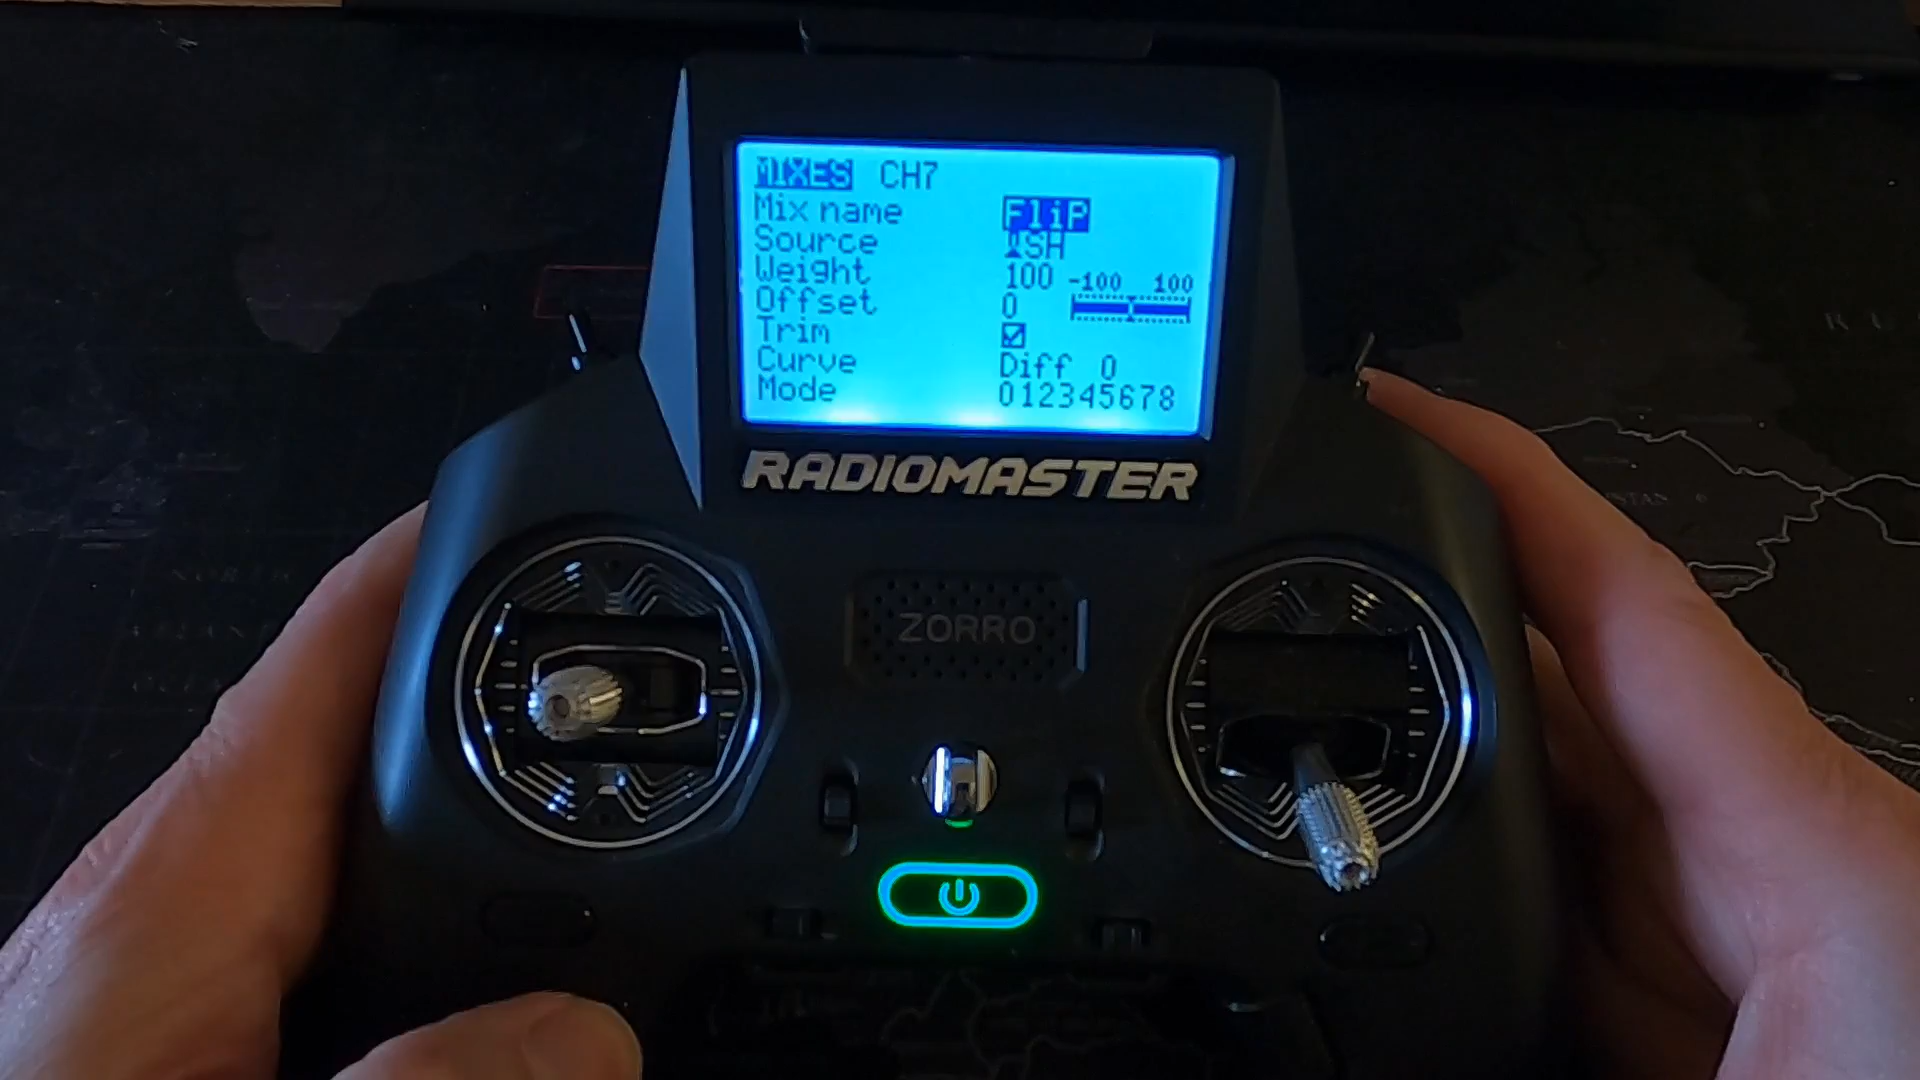 MIXES CH7
Mix name FliP
Source SH
Weight 100 -100 100
Offset 0
Trim
Curve Diff 0
Mode 012345678
RADIOMASTER
ZORRO